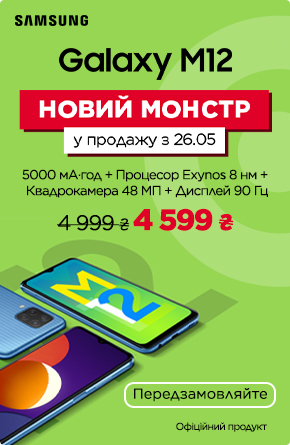 SAMSUNG
Galaxy M12
НОВИЙ МОНСТР
у продажу з 26.05
5000 мА·год + Процесор Exynos 8 нм +
Квадрокамера 48 МП + Дисплей 90 Гц
4 999 ₴ 4 599 ₴
M12
Передзамовляйте
Офіційний продукт